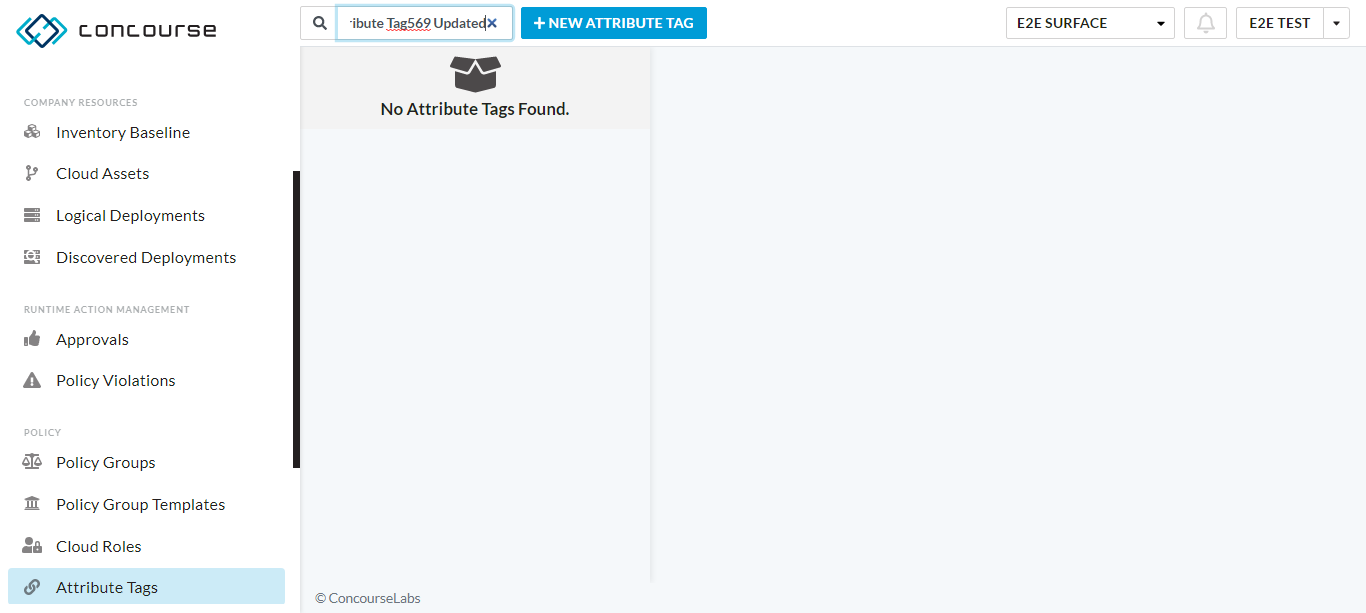 concourse
ribute Tag569 Updated
NEW ATTRIBUTE TAG
E2E SURFACE
E2E TEST
COMPANY RESOURCES
Inventory Baseline
Cloud Assets
Logical Deployments
Discovered Deployments
RUNTIME ACTION MANAGEMENT
Approvals
Policy Violations
POLICY
Policy Groups
Policy Group Templates
Cloud Roles
Attribute Tags
No Attribute Tags Found.
© ConcourseLabs